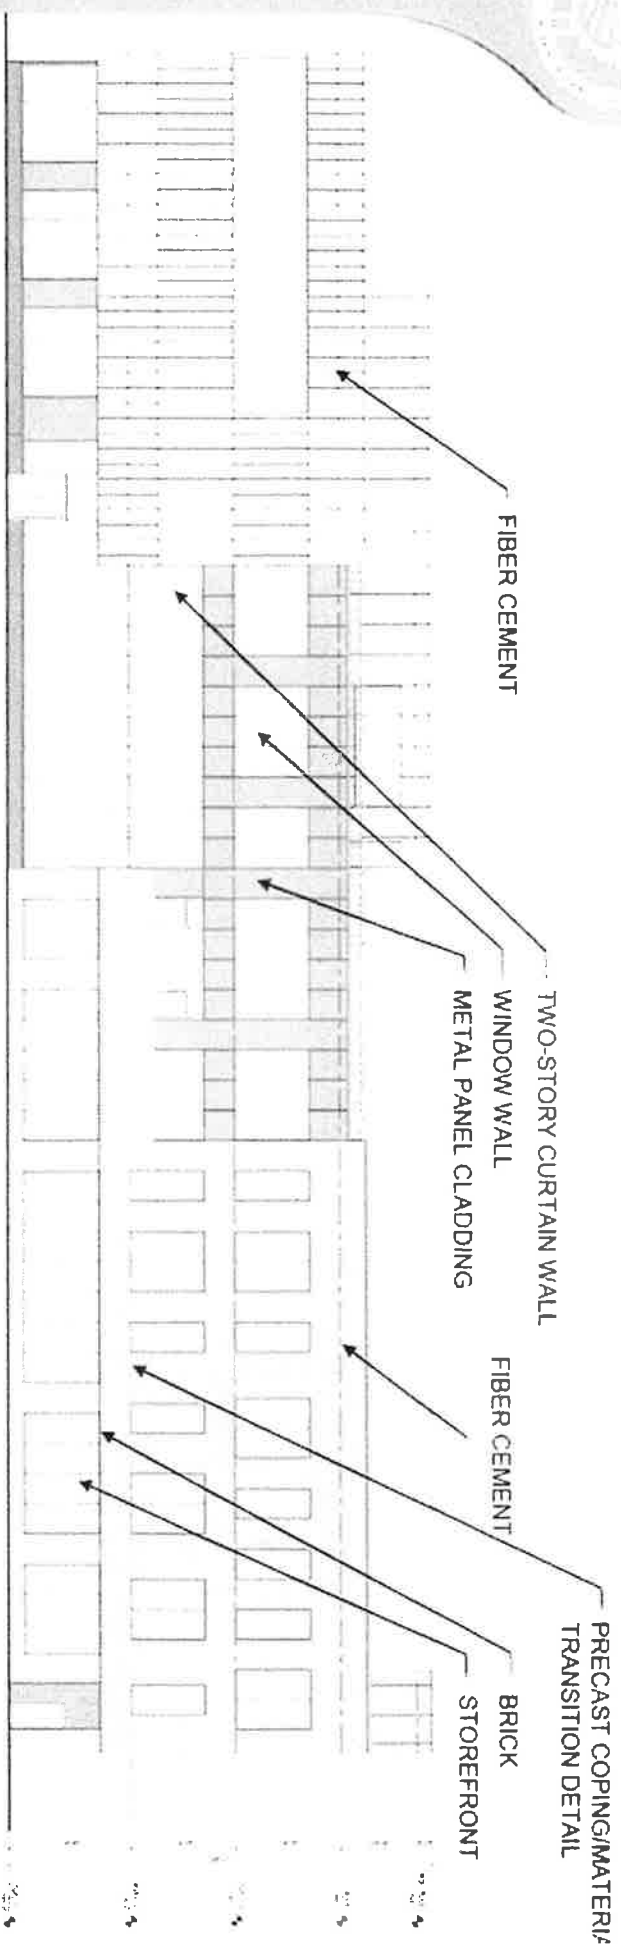 FIBER CEMENT
TWO-STORY CURTAIN WALL
WINDOW WALL
METAL PANEL CLADDING
FIBER CEMENT
PRECAST COPING/MATERIA
TRANSITION DETAIL
BRICK
STOREFRONT